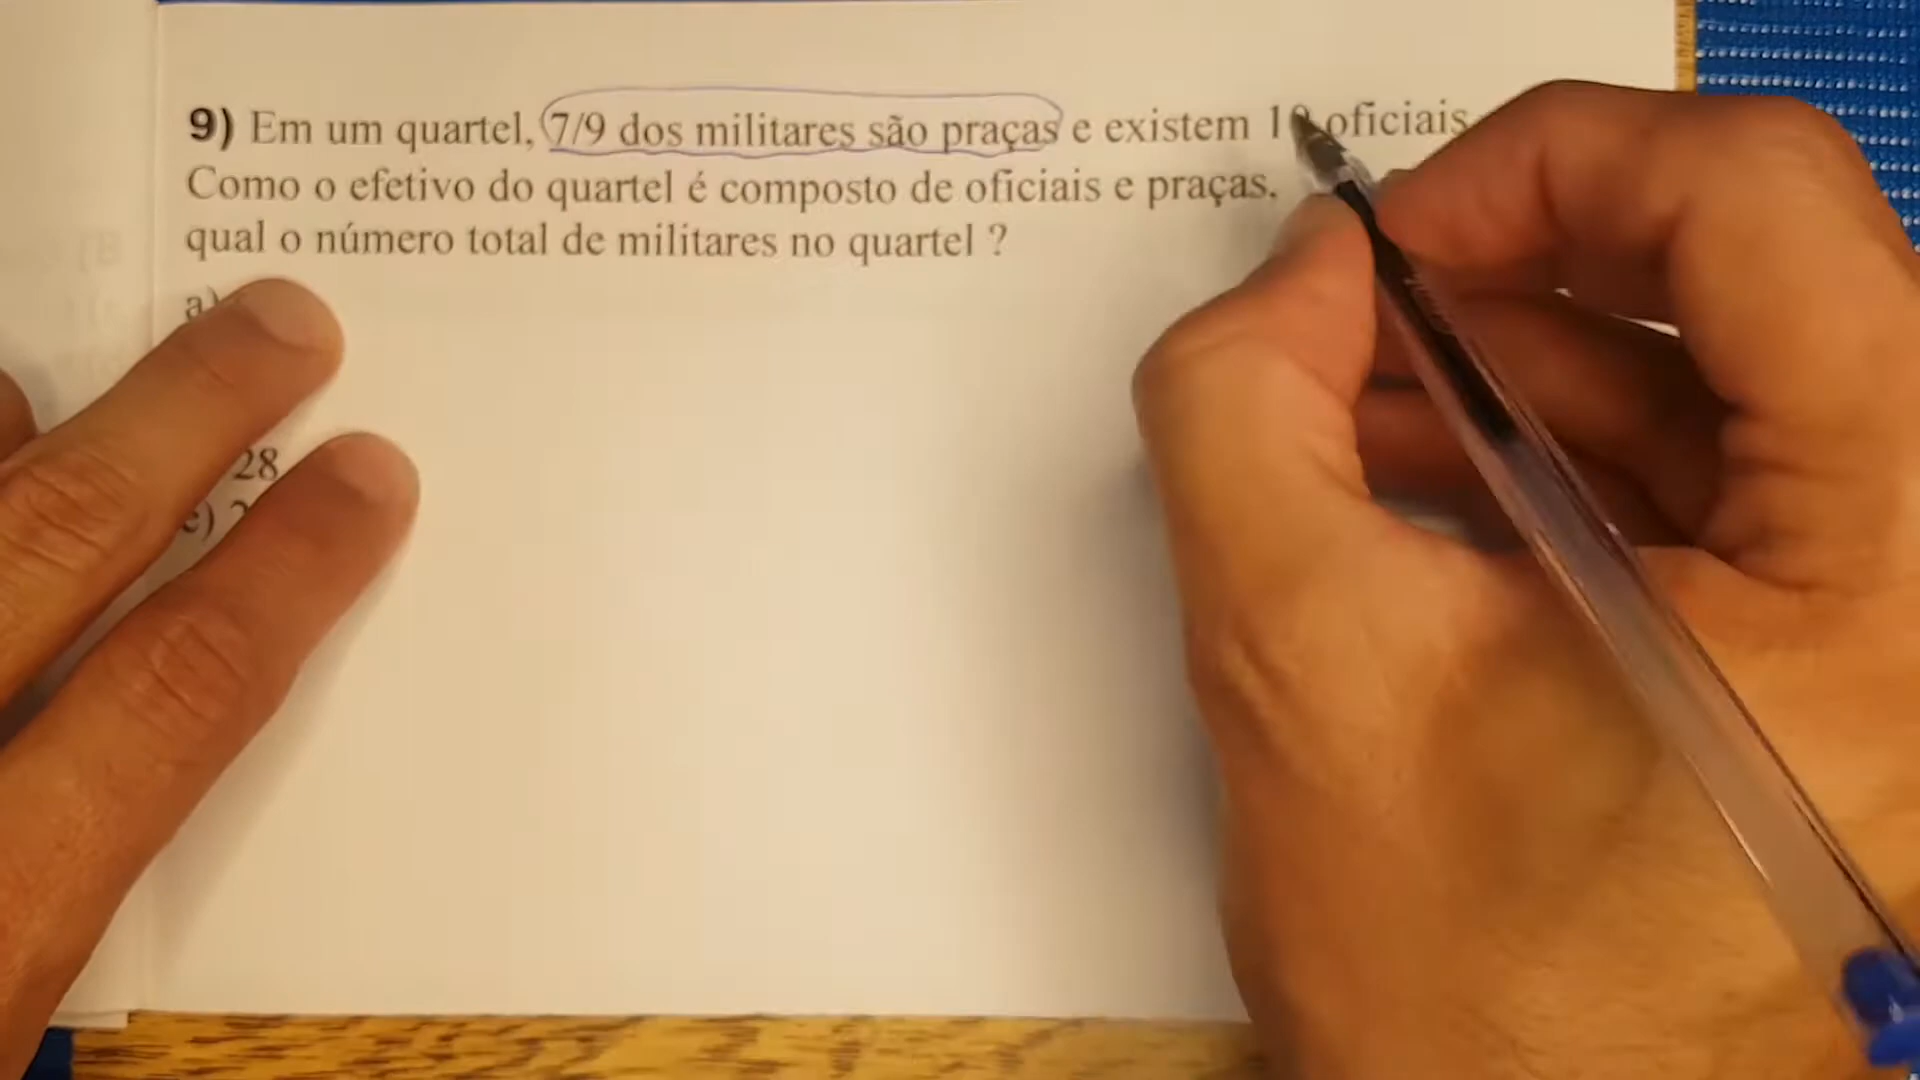 9) Em um quartel, 7/9 dos militares são praças e existem oficiais
Como o efetivo do quartel é composto de oficiais e praças.
qual o número total de militares no quartel ?
a)
28
e)